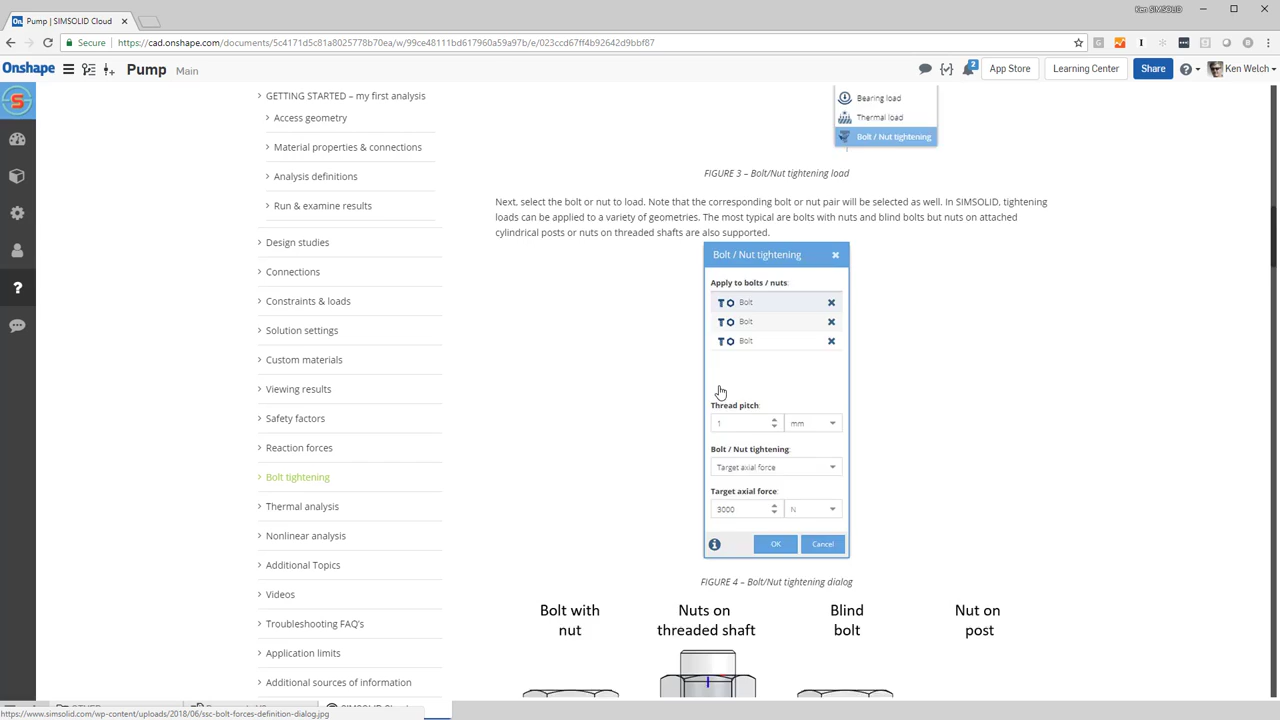 Ken SIMSOLID
Pump | SIMSOLID Cloud
Secure
https://cad.onshape.com/documents/5c4171d5c81a8025778b70ea/w/99ce48111bd617960a59a97b/e/023ccd67ff4b92642d9bbf87
Onshape
Pump
Main
2
App Store
Learning Center
Share
Ken Welch
GETTING STARTED – my first analysis
Access geometry
Material properties & connections
Analysis definitions
Run & examine results
Design studies
Connections
Constraints & loads
Solution settings
Custom materials
Viewing results
Safety factors
Reaction forces
Bolt tightening
Thermal analysis
Nonlinear analysis
Additional Topics
Videos
Troubleshooting FAQ's
Application limits
Additional sources of information
Bearing load
Thermal load
Bolt / Nut tightening
FIGURE 3 – Bolt/Nut tightening load
Next, select the bolt or nut to load. Note that the corresponding bolt or nut pair will be selected as well. In SIMSOLID, tightening
loads can be applied to a variety of geometries. The most typical are bolts with nuts and blind bolts but nuts on attached
cylindrical posts or nuts on threaded shafts are also supported.
Bolt / Nut tightening
Apply to bolts / nuts:
Bolt
Bolt
Bolt
Thread pitch:
1 mm
Bolt / Nut tightening:
Target axial force
Target axial force:
3000 N
OK Cancel
FIGURE 4 – Bolt/Nut tightening dialog
Bolt with
nut
Nuts on
threaded shaft
Blind
bolt
Nut on
post
https://www.simsolid.com/wp-content/uploads/2018/06/ssc-bolt-forces-definition-dialog.jpg